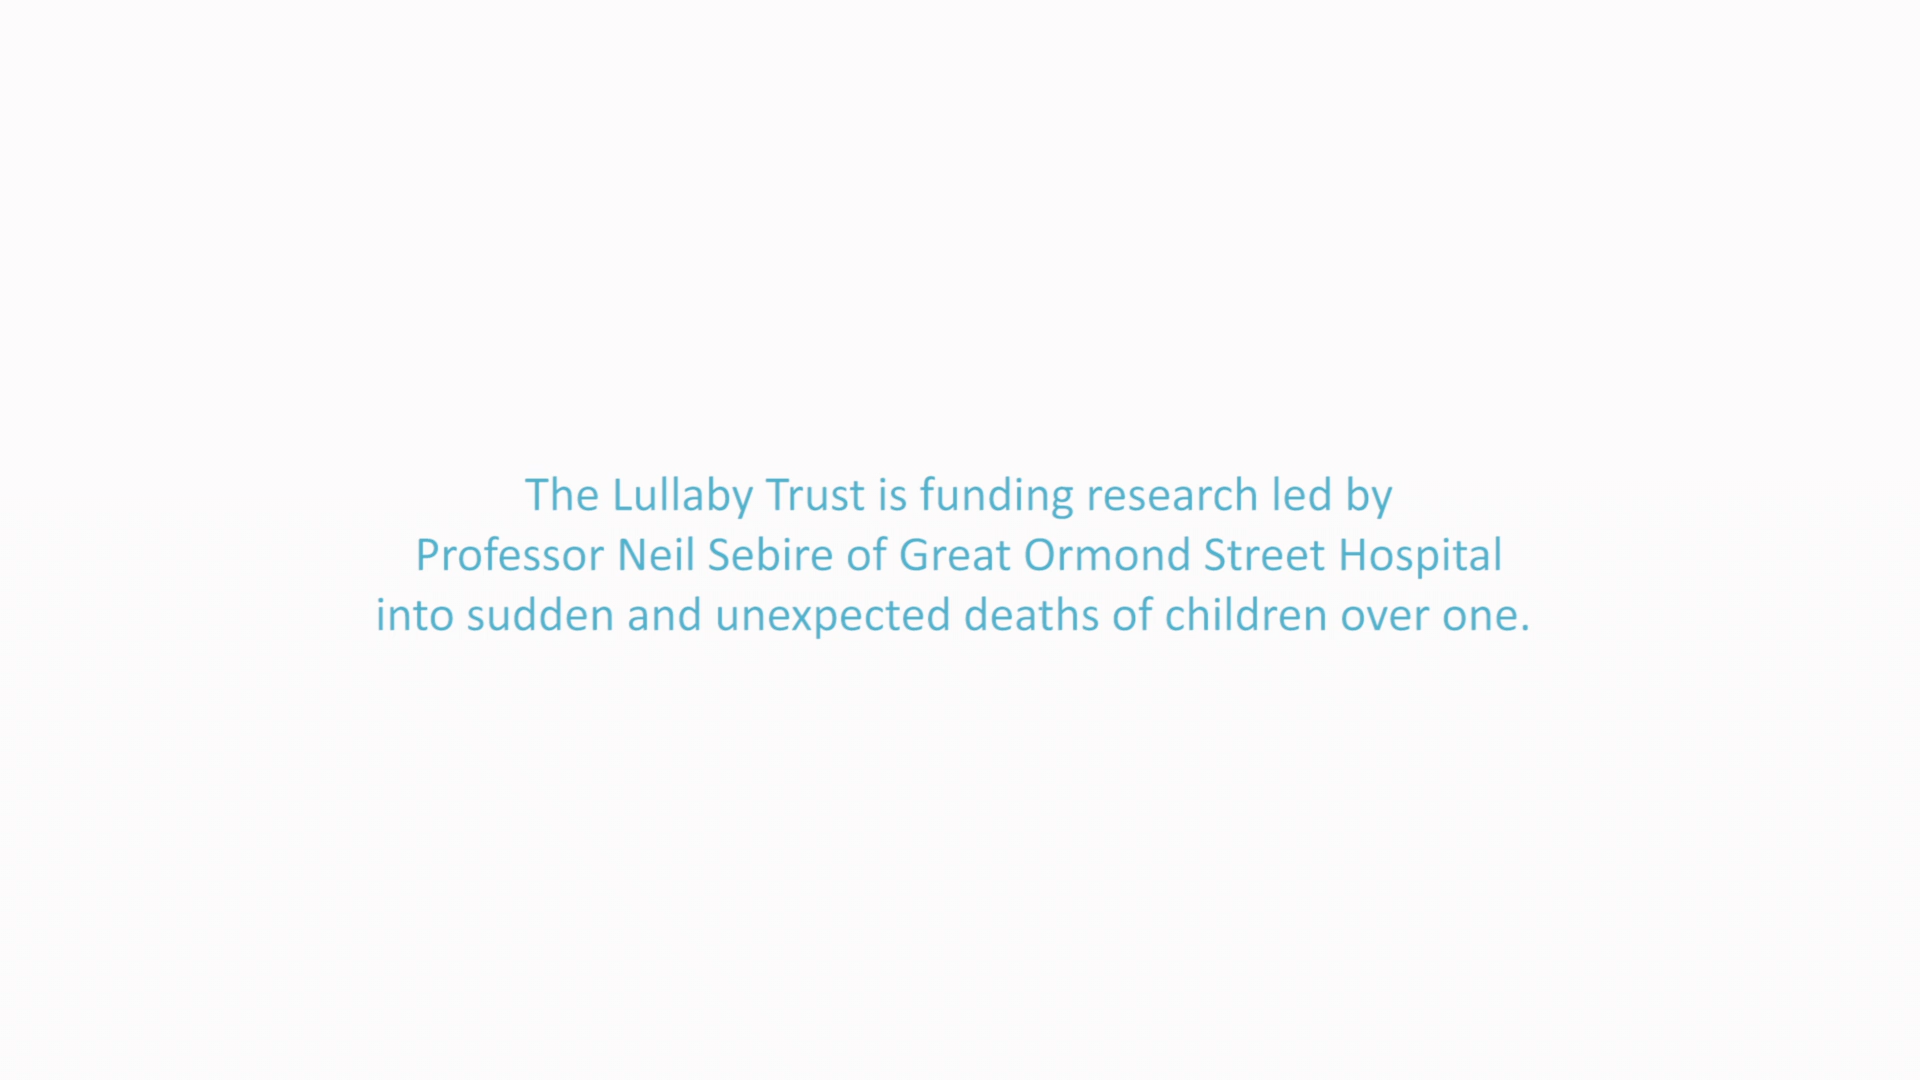 The Lullaby Trust is funding research led by
Professor Neil Sebire of Great Ormond Street Hospital
into sudden and unexpected deaths of children over one.